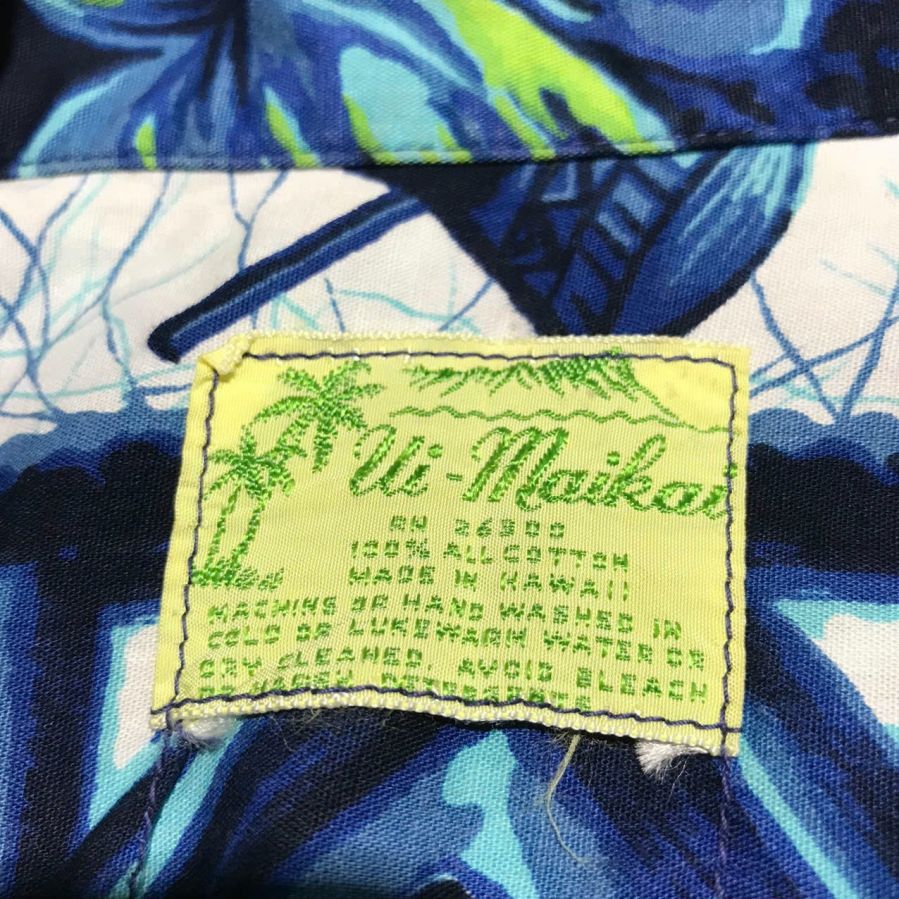 Ui-Maikai
RN 26300
100% ALL COTTON
MADE IN HAWAII
MACHINE OR HAND WASHED IN
COLD OR LUKEWARM WATER OR
DRY CLEANED. AVOID BLEACH